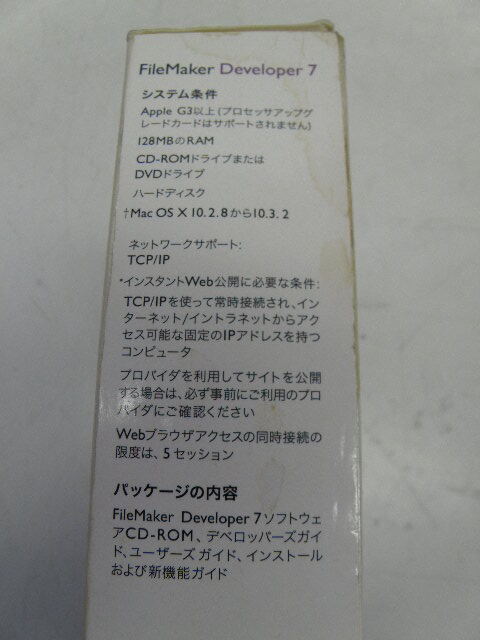 FileMaker Developer 7
システム条件
Apple G3以上(プロセッサアップグ
レードカードはサポートされません)
128MBのRAM
CD-ROMドライブまたは
DVDドライブ
ハードディスク
†Mac OS X 10.2.8から10.3.2
ネットワークサポート:
TCP/IP
*インスタントWeb公開に必要な条件:
TCP/IPを使って常時接続され、イン
ターネット/イントラネットからアク
セス可能な固定のIPアドレスを持つ
コンピュータ
プロバイダを利用してサイトを公開
する場合は、必ず事前にご利用のプロ
バイダにご確認ください
Webブラウザアクセスの同時接続の
限度は、5セッション
パッケージの内容
FileMaker Developer 7ソフトウェ
アCD-ROM、デベロッパーズガイ
ド、ユーザーズ ガイド、インストール
および新機能ガイド